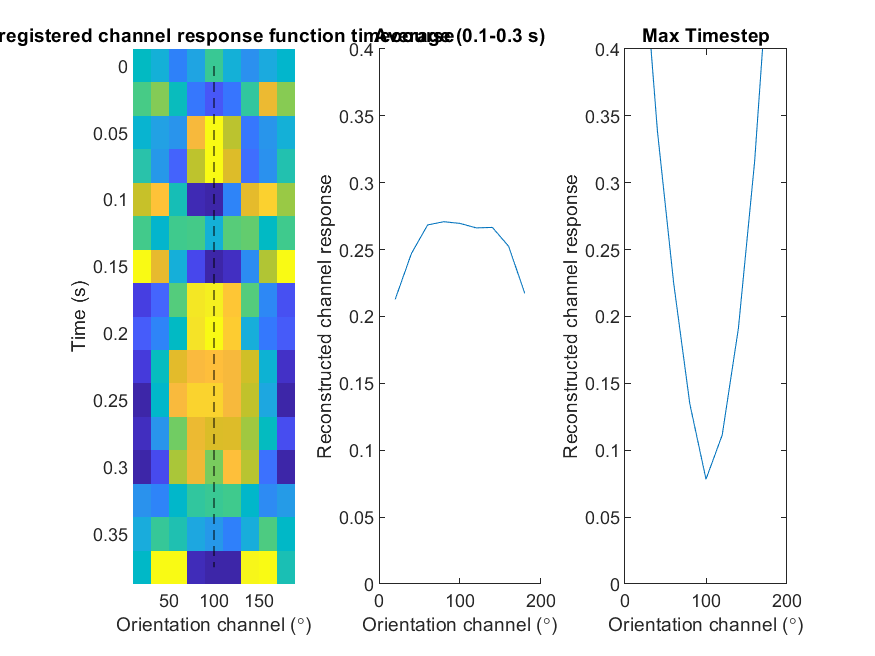 registered channel response function timecourse
Average (0.1-0.3 s)
Max Timestep
0
0.05
0.1
0.15
0.2
0.25
0.3
0.35
Time (s)
50 100 150
Orientation channel (°)
0.4
0.35
0.3
0.25
0.2
0.15
0.1
0.05
0
Reconstructed channel response
0 100 200
Orientation channel (°)
0.4
0.35
0.3
0.25
0.2
0.15
0.1
0.05
0
Reconstructed channel response
0 100 200
Orientation channel (°)